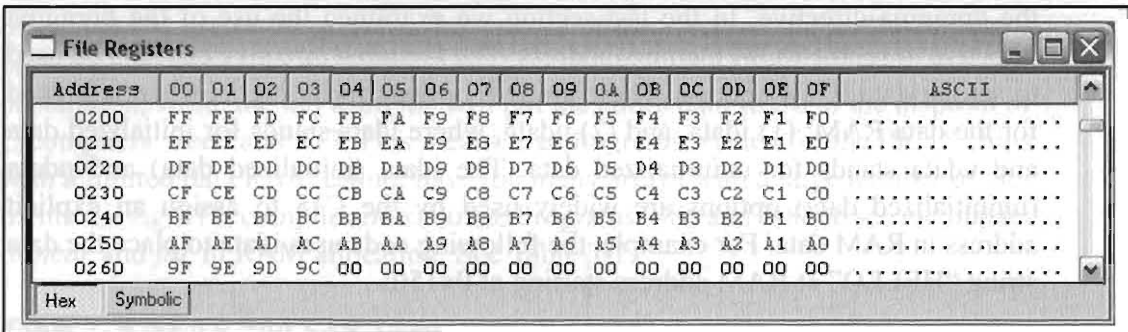 File Registers
Address 00 01 02 03 04 05 06 07 08 09 0A 0B 0C 0D 0E 0F ASCII
0200 FF FE FD FC FB FA F9 F8 F7 F6 F5 F4 F3 F2 F1 F0 ........ ........
0210 EF EE ED EC EB EA E9 E8 E7 E6 E5 E4 E3 E2 E1 E0 ........ ........
0220 DF DE DD DC DB DA D9 D8 D7 D6 D5 D4 D3 D2 D1 D0 ........ ........
0230 CF CE CD CC CB CA C9 C8 C7 C6 C5 C4 C3 C2 C1 C0 ........ ........
0240 BF BE BD BC BB BA B9 B8 B7 B6 B5 B4 B3 B2 B1 B0 ........ ........
0250 AF AE AD AC AB AA A9 A8 A7 A6 A5 A4 A3 A2 A1 A0 ........ ........
0260 9F 9E 9D 9C 00 00 00 00 00 00 00 00 00 00 00 00 ........ ........
Hex Symbolic